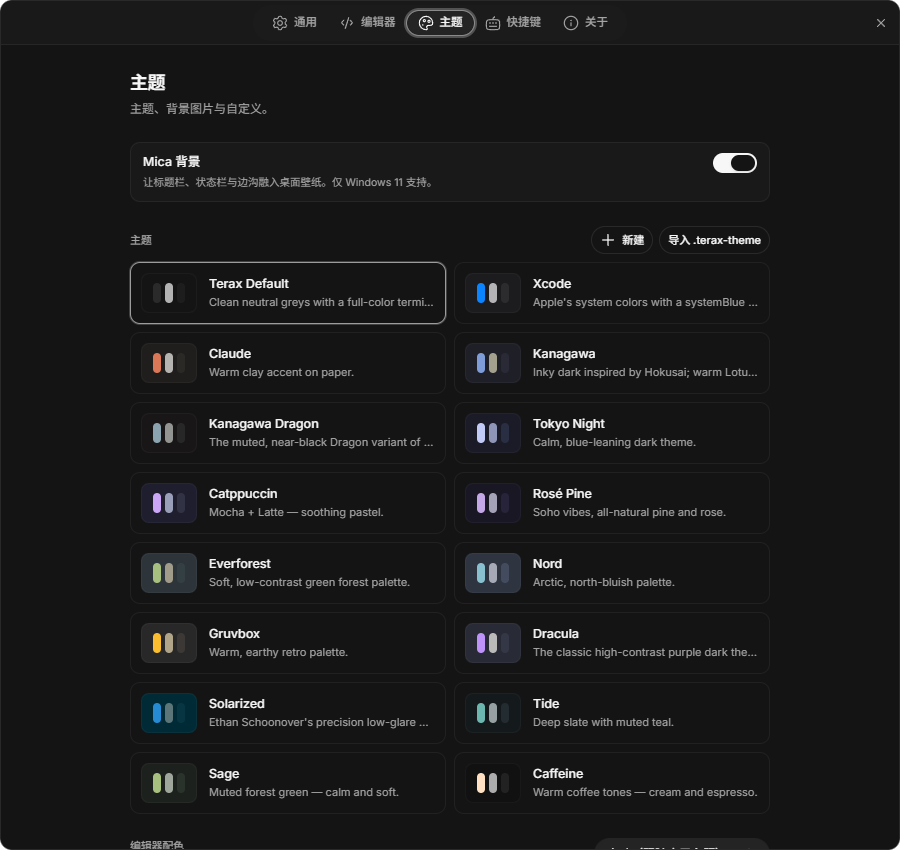 通用 编辑器 主题 快捷键 关于
主题
主题、背景图片与自定义。
Mica 背景
让标题栏、状态栏与边沟融入桌面壁纸。仅 Windows 11 支持。
主题 新建 导入 .terax-theme
Terax Default
Clean neutral greys with a full-color termi...
Xcode
Apple's system colors with a systemBlue ...
Claude
Warm clay accent on paper.
Kanagawa
Inky dark inspired by Hokusai; warm Lotu...
Kanagawa Dragon
The muted, near-black Dragon variant of ...
Tokyo Night
Calm, blue-leaning dark theme.
Catppuccin
Mocha + Latte — soothing pastel.
Rosé Pine
Soho vibes, all-natural pine and rose.
Everforest
Soft, low-contrast green forest palette.
Nord
Arctic, north-bluish palette.
Gruvbox
Warm, earthy retro palette.
Dracula
The classic high-contrast purple dark the...
Solarized
Ethan Schoonover's precision low-glare ...
Tide
Deep slate with muted teal.
Sage
Muted forest green — calm and soft.
Caffeine
Warm coffee tones — cream and espresso.
编辑器配色